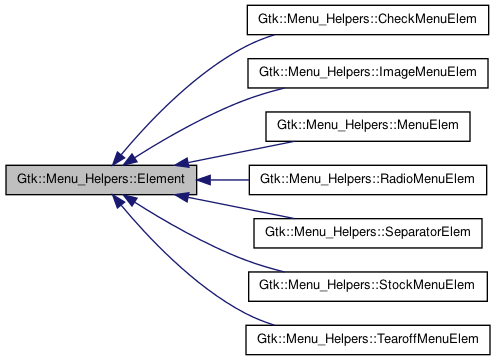 Gtk::Menu_Helpers::CheckMenuElem
Gtk::Menu_Helpers::ImageMenuElem
Gtk::Menu_Helpers::MenuElem
Gtk::Menu_Helpers::Element
Gtk::Menu_Helpers::RadioMenuElem
Gtk::Menu_Helpers::SeparatorElem
Gtk::Menu_Helpers::StockMenuElem
Gtk::Menu_Helpers::TearoffMenuElem